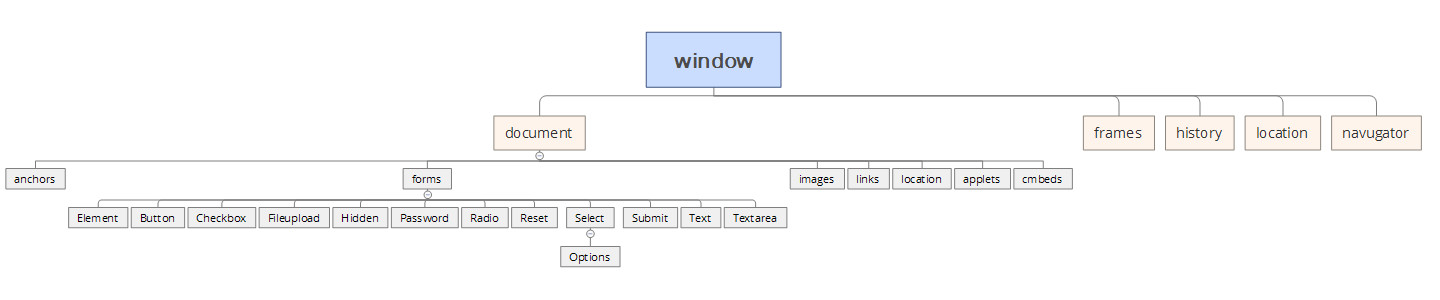 window
document
frames
history
location
navugator
anchors
forms
images
links
location
applets
cmbeds
Element
Button
Checkbox
Fileupload
Hidden
Password
Radio
Reset
Select
Submit
Text
Textarea
Options